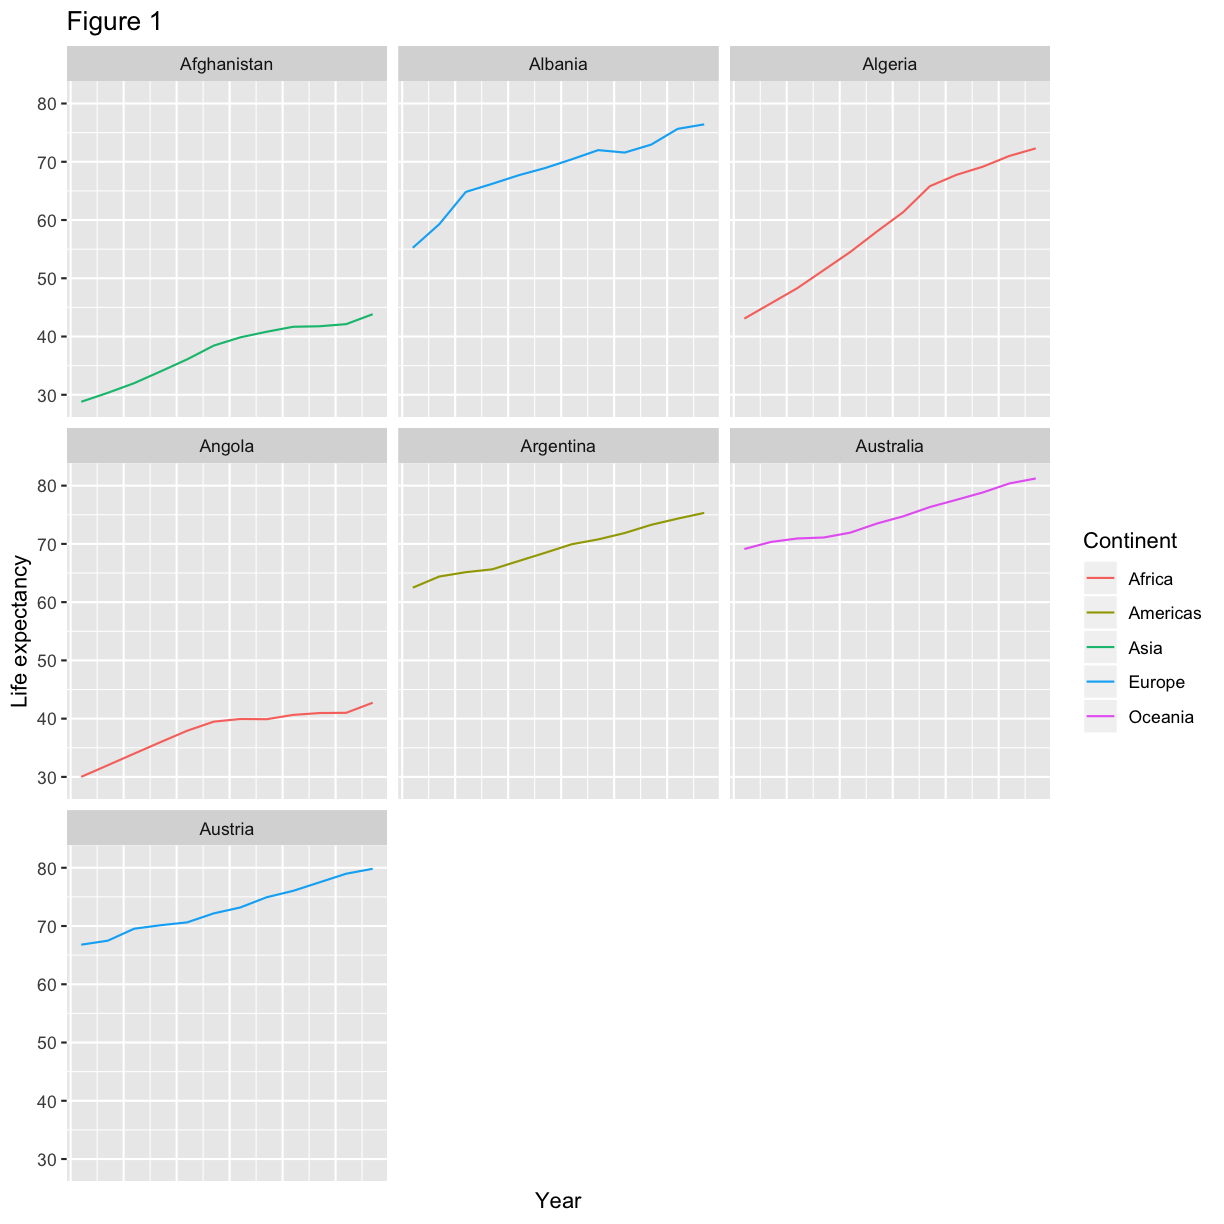 Figure 1
Afghanistan
Albania
Algeria
80
70
60
50
40
30
Angola
Argentina
Australia
80
70
60
50
40
30
Austria
80
70
60
50
40
30
Life expectancy
Year
Continent
Africa
Americas
Asia
Europe
Oceania